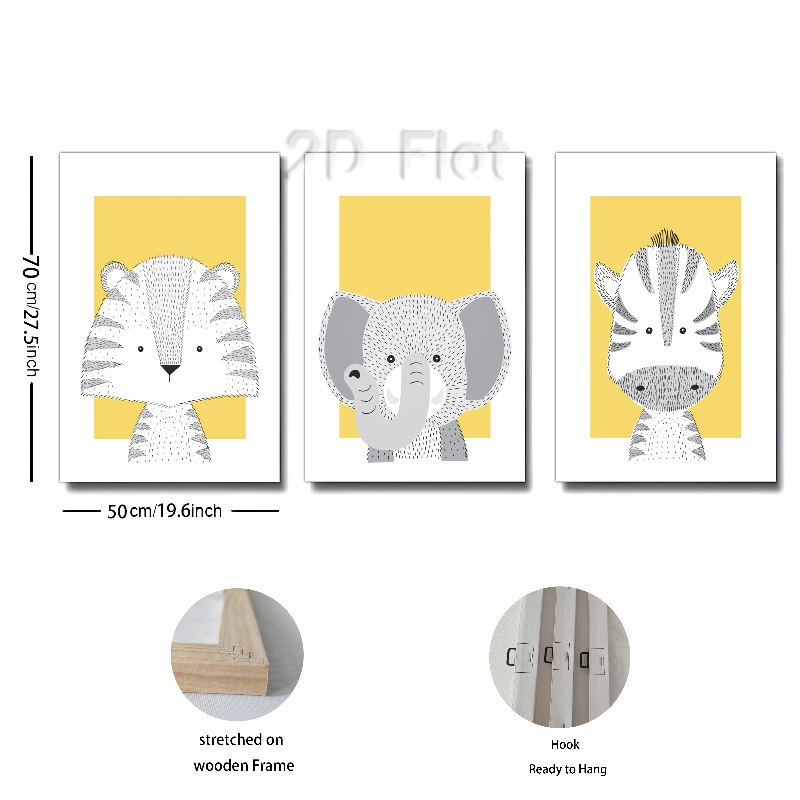 2D Flat
70 cm/27.5inch
50 cm/19.6inch
stretched on
wooden Frame
Hook
Ready to Hang